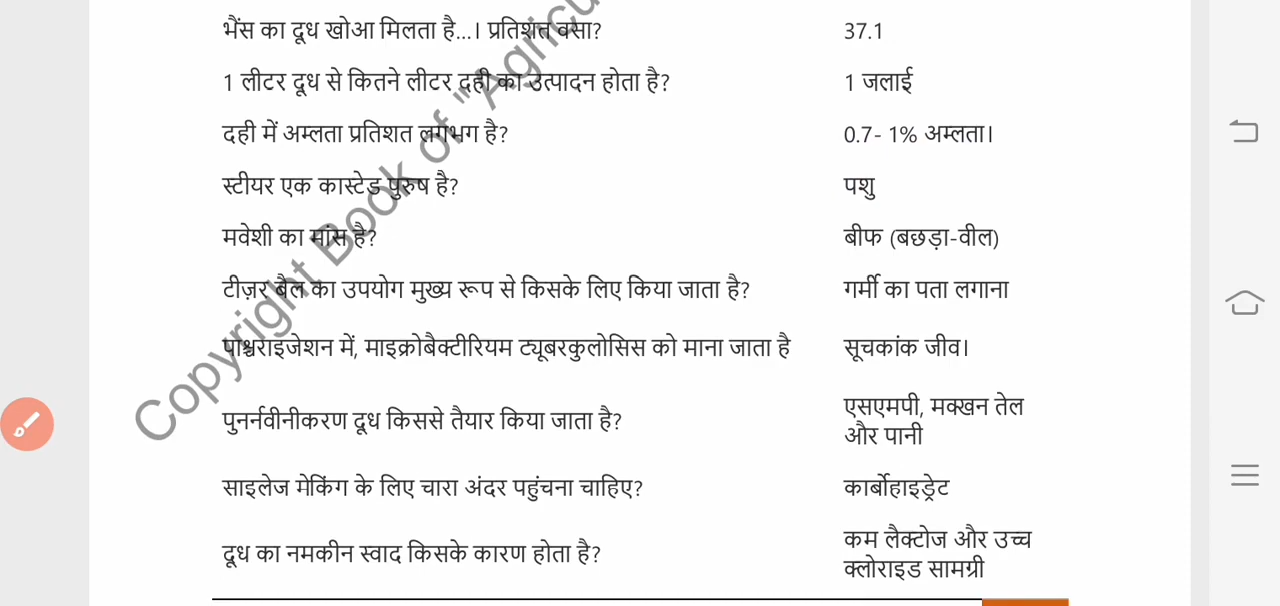 भैंस का दूध खोआ मिलता है...। प्रतिशत वसा? 37.1
1 लीटर दूध से कितने लीटर दही का उत्पादन होता है? 1 जलाई
दही में अम्लता प्रतिशत लगभग है? 0.7- 1% अम्लता।
स्टीयर एक कास्टेड पुरुष है? पशु
मवेशी का मांस है? बीफ (बछड़ा-वील)
टीज़र बैल का उपयोग मुख्य रूप से किसके लिए किया जाता है? गर्मी का पता लगाना
पाश्चराइजेशन में, माइक्रोबैक्टीरियम ट्यूबरकुलोसिस को माना जाता है सूचकांक जीव।
पुनर्नवीनीकरण दूध किससे तैयार किया जाता है? एसएमपी, मक्खन तेल
और पानी
साइलेज मेकिंग के लिए चारा अंदर पहुंचना चाहिए? कार्बोहाइड्रेट
दूध का नमकीन स्वाद किसके कारण होता है? कम लैक्टोज और उच्च
क्लोराइड सामग्री
Copyright Book of